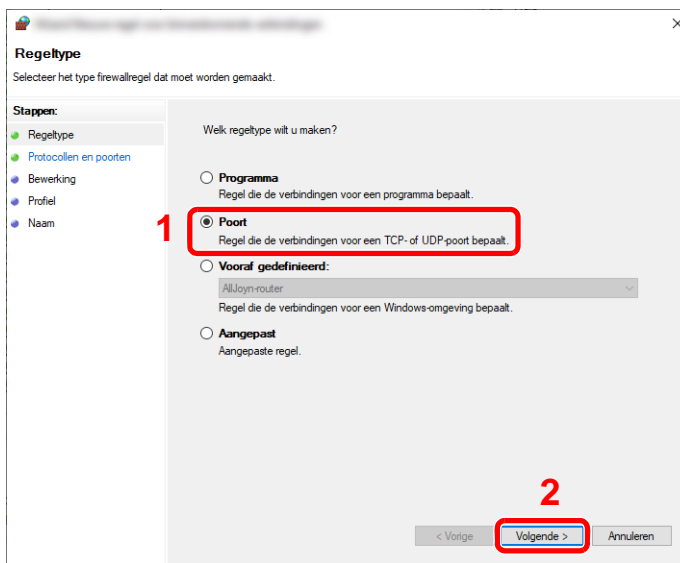 Regeltype
Selecteer het type firewallregel dat moet worden gemaakt.
Stappen:
Regeltype
Protocollen en poorten
Bewerking
Profiel
Naam
Welk regeltype wilt u maken?
Programma
Regel die de verbindingen voor een programma bepaalt.
1
Poort
Regel die de verbindingen voor een TCP- of UDP-poort bepaalt.
Vooraf gedefinieerd:
AllJoyn-router
Regel die de verbindingen voor een Windows-omgeving bepaalt.
Aangepast
Aangepaste regel.
2
< Vorige
Volgende >
Annuleren